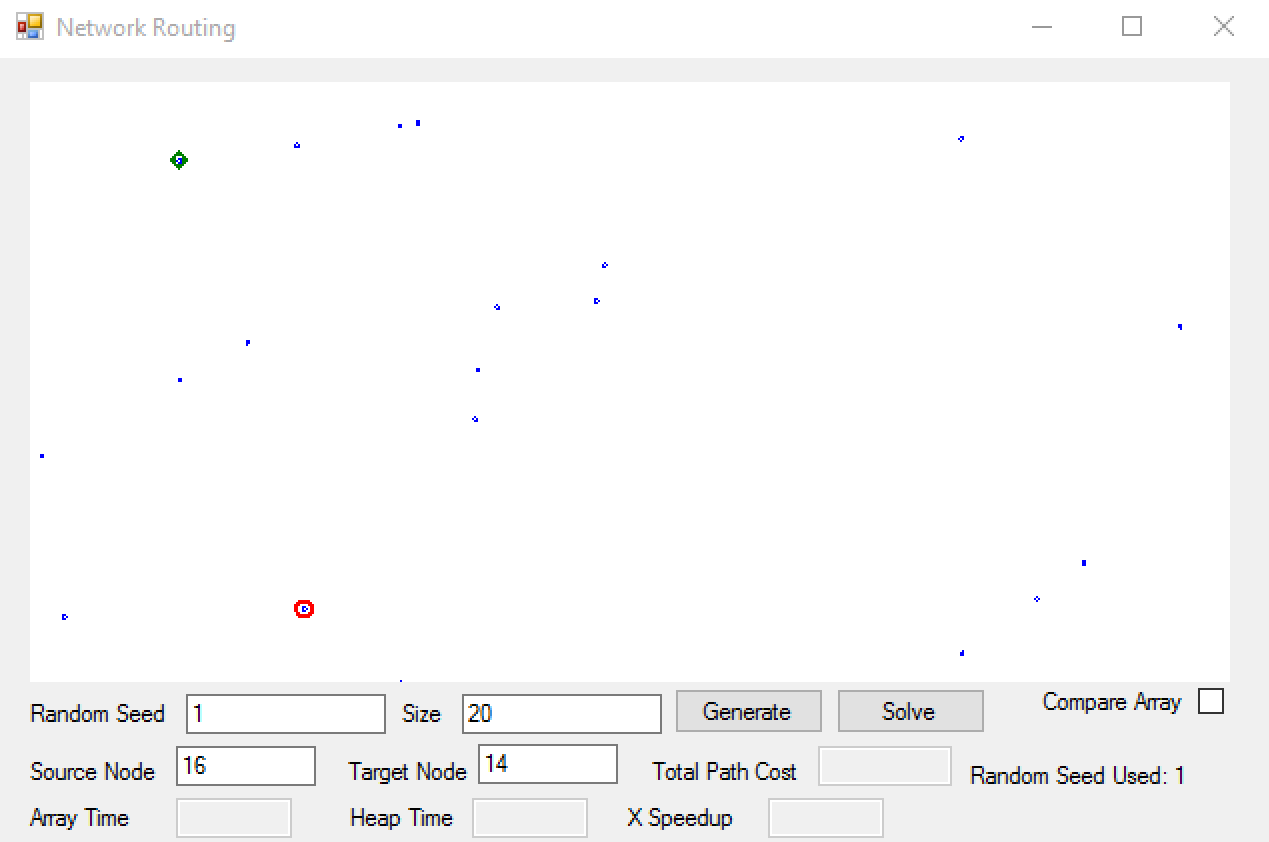 Network Routing
Random Seed 1 Size 20 Generate Solve Compare Array
Source Node 16 Target Node 14 Total Path Cost Random Seed Used: 1
Array Time Heap Time X Speedup